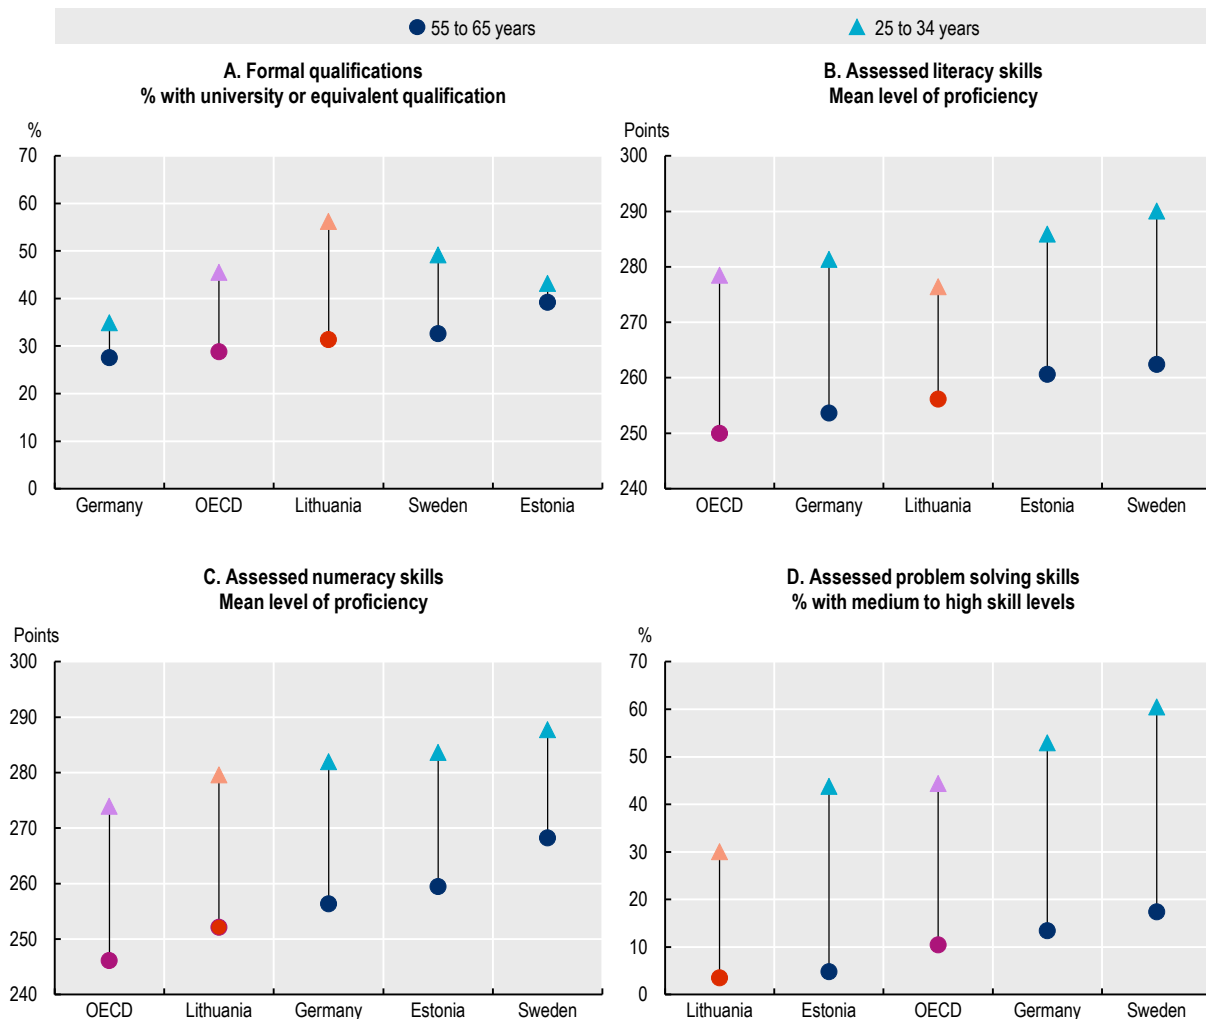 55 to 65 years
25 to 34 years
A. Formal qualifications
% with university or equivalent qualification
%
70
60
50
40
30
20
10
0
Germany
OECD
Lithuania
Sweden
Estonia
B. Assessed literacy skills
Mean level of proficiency
Points
300
290
280
270
260
250
240
OECD
Germany
Lithuania
Estonia
Sweden
C. Assessed numeracy skills
Mean level of proficiency
Points
300
290
280
270
260
250
240
OECD
Lithuania
Germany
Estonia
Sweden
D. Assessed problem solving skills
% with medium to high skill levels
%
70
60
50
40
30
20
10
0
Lithuania
Estonia
OECD
Germany
Sweden